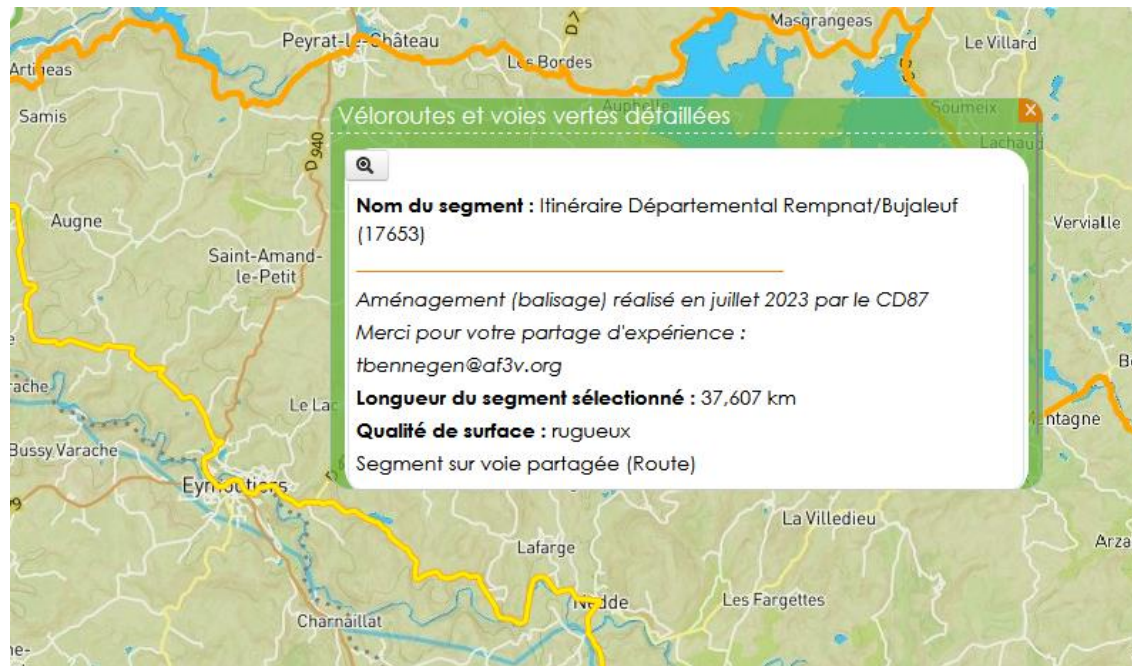 Masgrangeas
Peyrat-le-Château
D >
Le Villard
Les Bordes
Artigeas
Samis
Auphelle
Soumeix
Véloroutes et voies vertes détaillées
X
D 940
Lachaud
Nom du segment : Itinéraire Départemental Rempnat/Bujaleuf
(17653)
Augne
Vervialle
Saint-Amand-
le-Petit
Aménagement (balisage) réalisé en juillet 2023 par le CD87
Merci pour votre partage d'expérience :
tbennegen@af3v.org
Longueur du segment sélectionné : 37,607 km
Le Lac
ntagne
Qualité de surface : rugueux
Bussy Varache
Segment sur voie partagée (Route)
Eymoutiers
La Villedieu
Lafarge
Nedde
Les Fargettes
Charnaillat